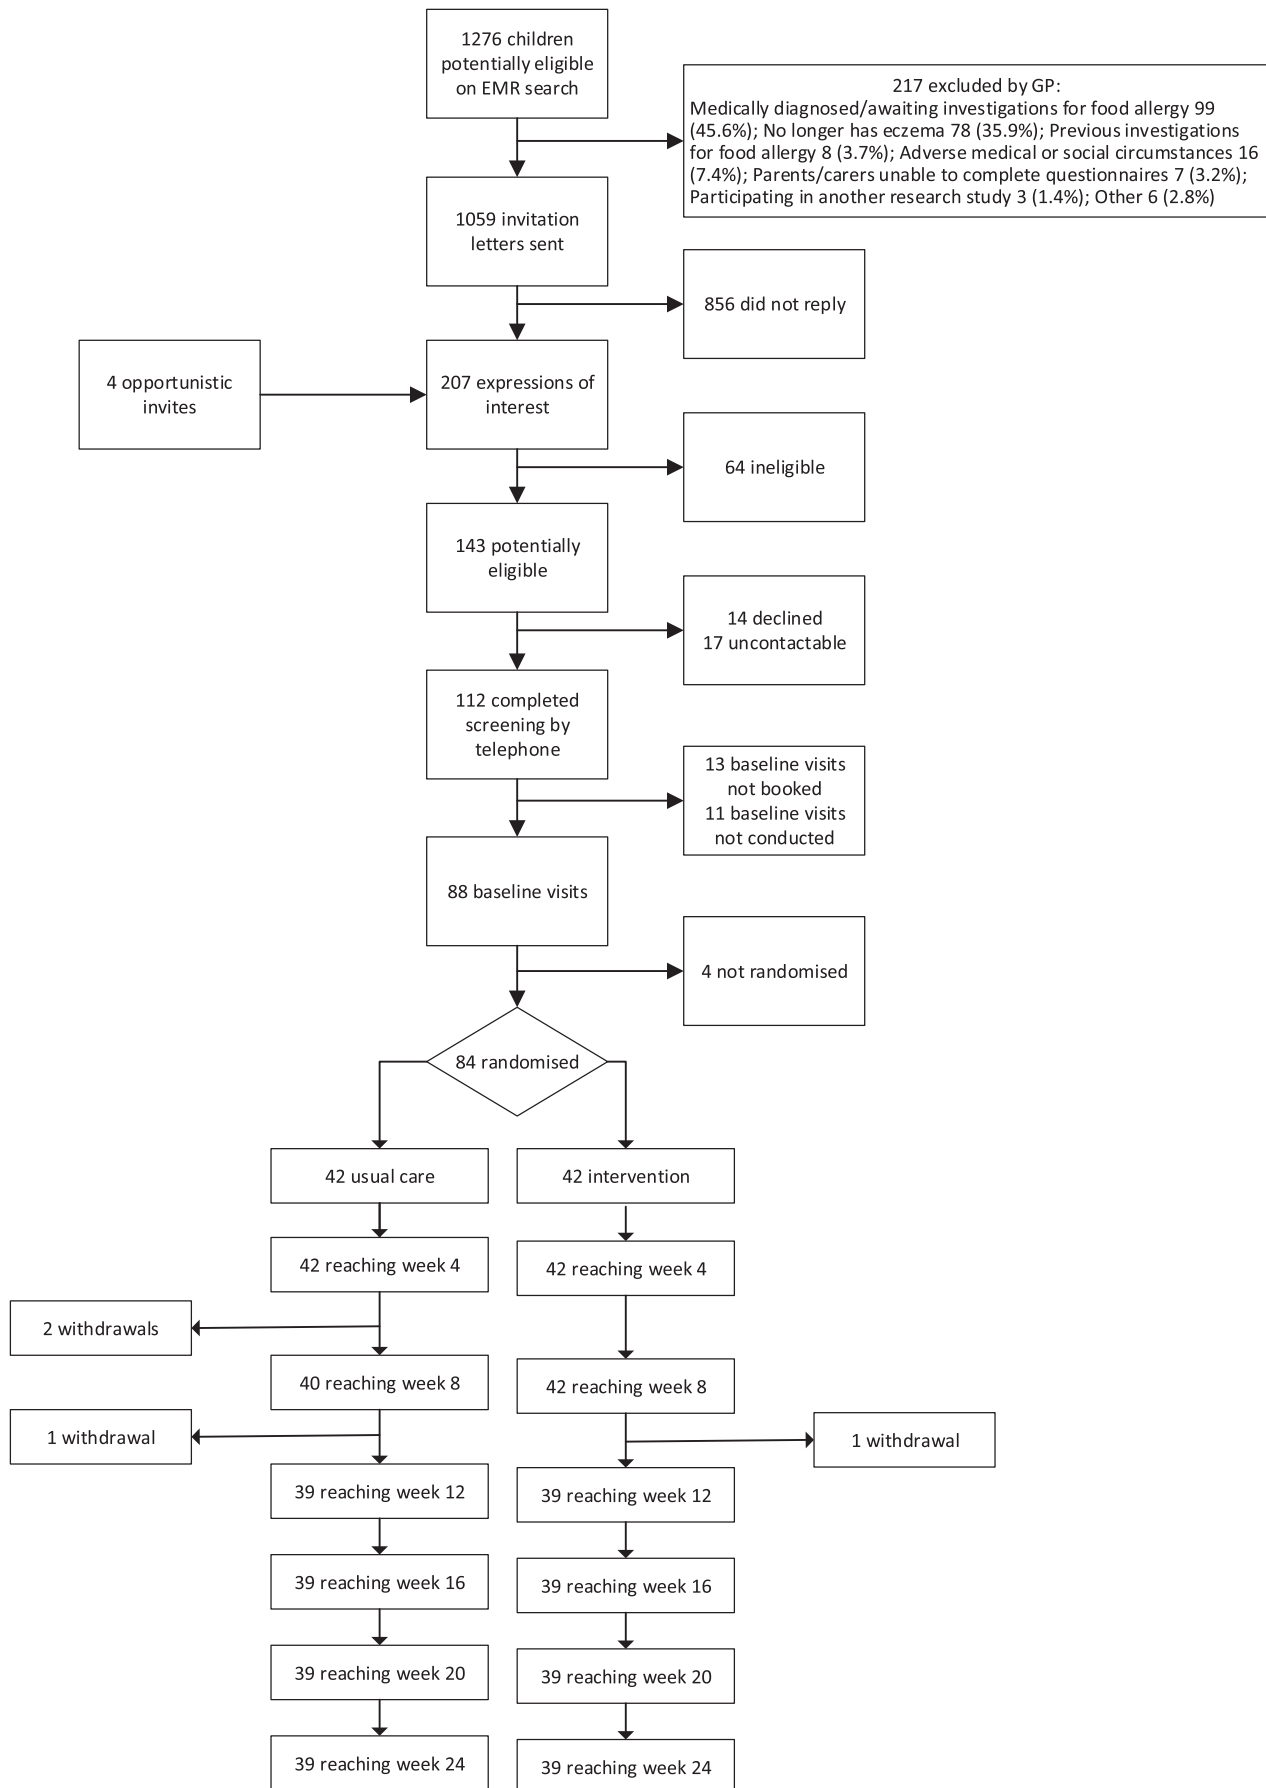 1276 children
potentially eligible
on EMR search
217 excluded by GP:
Medically diagnosed/awaiting investigations for food allergy 99
(45.6%); No longer has eczema 78 (35.9%); Previous investigations
for food allergy 8 (3.7%); Adverse medical or social circumstances 16
(7.4%); Parents/carers unable to complete questionnaires 7 (3.2%);
Participating in another research study 3 (1.4%); Other 6 (2.8%)
1059 invitation
letters sent
856 did not reply
4 opportunistic
invites
207 expressions of
interest
64 ineligible
143 potentially
eligible
14 declined
17 uncontactable
112 completed
screening by
telephone
13 baseline visits
not booked
11 baseline visits
not conducted
88 baseline visits
4 not randomised
84 randomised
42 usual care
42 intervention
42 reaching week 4
42 reaching week 4
2 withdrawals
40 reaching week 8
42 reaching week 8
1 withdrawal
1 withdrawal
39 reaching week 12
39 reaching week 12
39 reaching week 16
39 reaching week 16
39 reaching week 20
39 reaching week 20
39 reaching week 24
39 reaching week 24